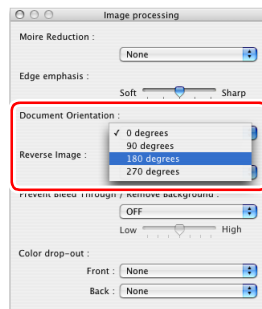 Image processing
Moire Reduction :
None
Edge emphasis :
Soft Sharp
Document Orientation :
✓ 0 degrees
90 degrees
Reverse Image :
180 degrees
270 degrees
Prevent Bleed Through / Remove Background :
OFF
Low High
Color drop-out :
Front : None
Back : None